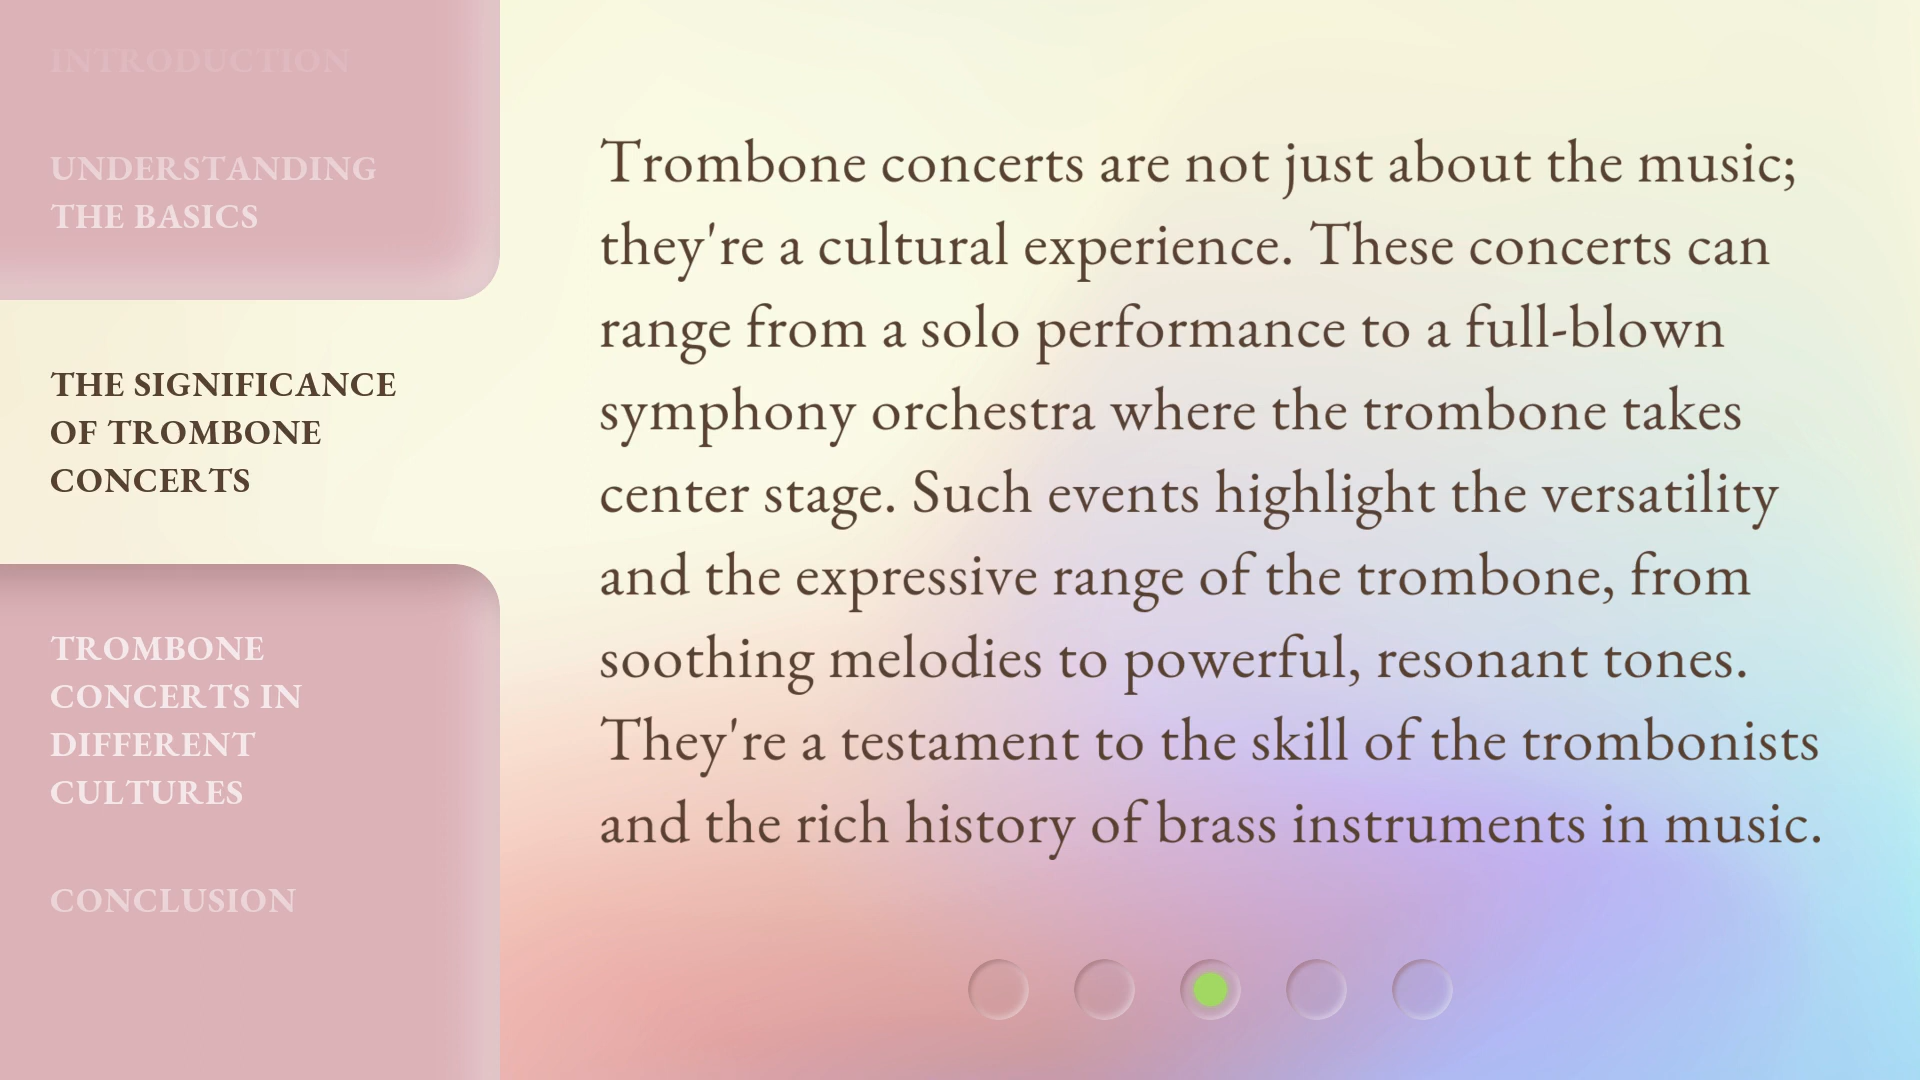 INTRODUCTION
UNDERSTANDING
THE BASICS
THE SIGNIFICANCE
OF TROMBONE
CONCERTS
TROMBONE
CONCERTS IN
DIFFERENT
CULTURES
CONCLUSION
Trombone concerts are not just about the music;
they're a cultural experience. These concerts can
range from a solo performance to a full-blown
symphony orchestra where the trombone takes
center stage. Such events highlight the versatility
and the expressive range of the trombone, from
soothing melodies to powerful, resonant tones.
They're a testament to the skill of the trombonists
and the rich history of brass instruments in music.